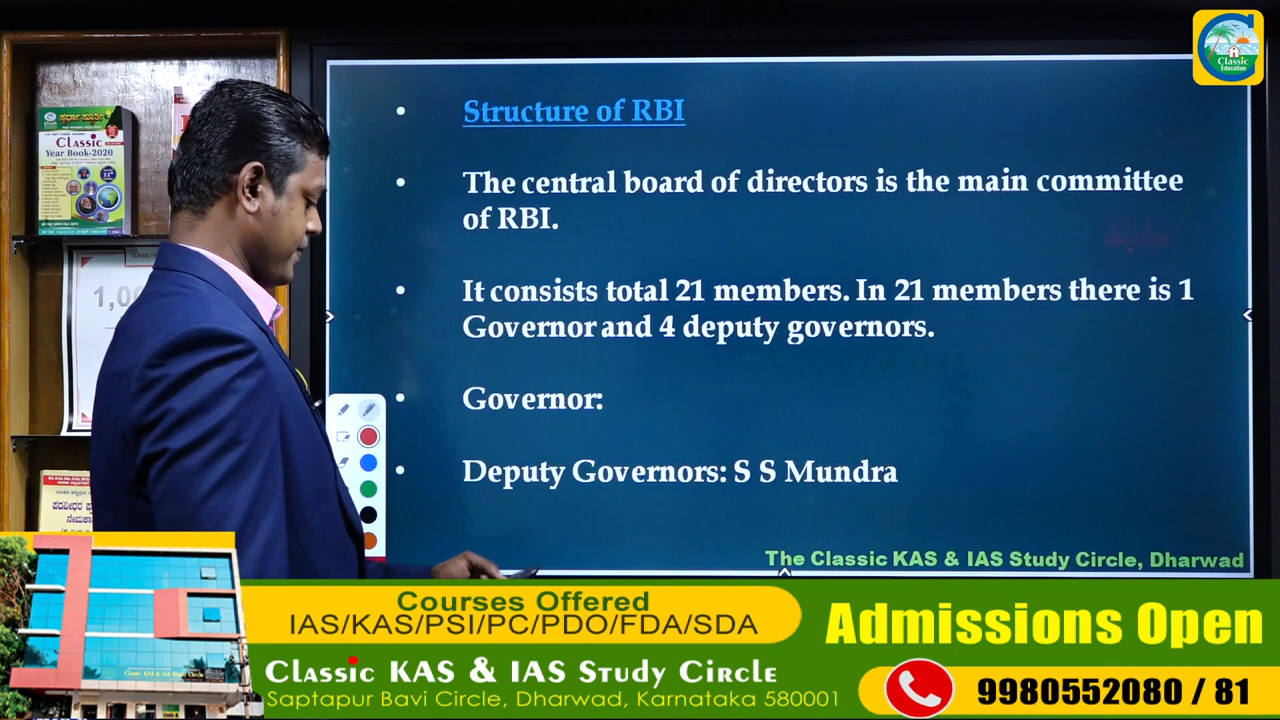 Classic
Education
Structure of RBI
The central board of directors is the main committee
of RBI.
It consists total 21 members. In 21 members there is 1
Governor and 4 deputy governors.
Governor:
Deputy Governors: S S Mundra
The Classic KAS & IAS Study Circle, Dharwad
ಸ್ಪರ್ಧಾ ಸ್ಫೂರ್ತಿ
Classic
Year Book-2020
Courses Offered
IAS/KAS/PSI/PC/PDO/FDA/SDA
Admissions Open
Classic KAS & IAS Study Circle
Saptapur Bavi Circle, Dharwad, Karnataka 580001
9980552080 / 81